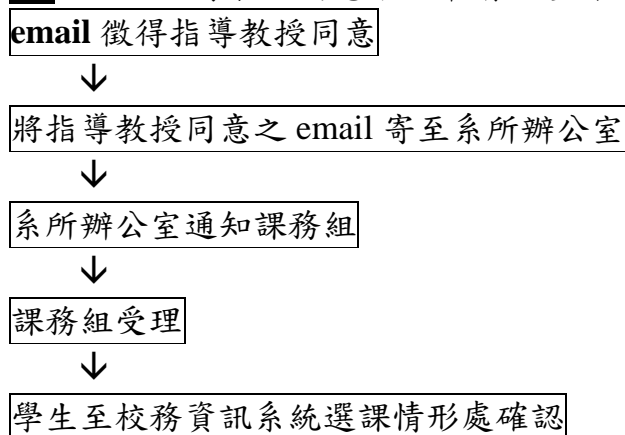 email 徵得指導教授同意
↓
將指導教授同意之 email 寄至系所辦公室
↓
系所辦公室通知課務組
↓
課務組受理
↓
學生至校務資訊系統選課情形處確認